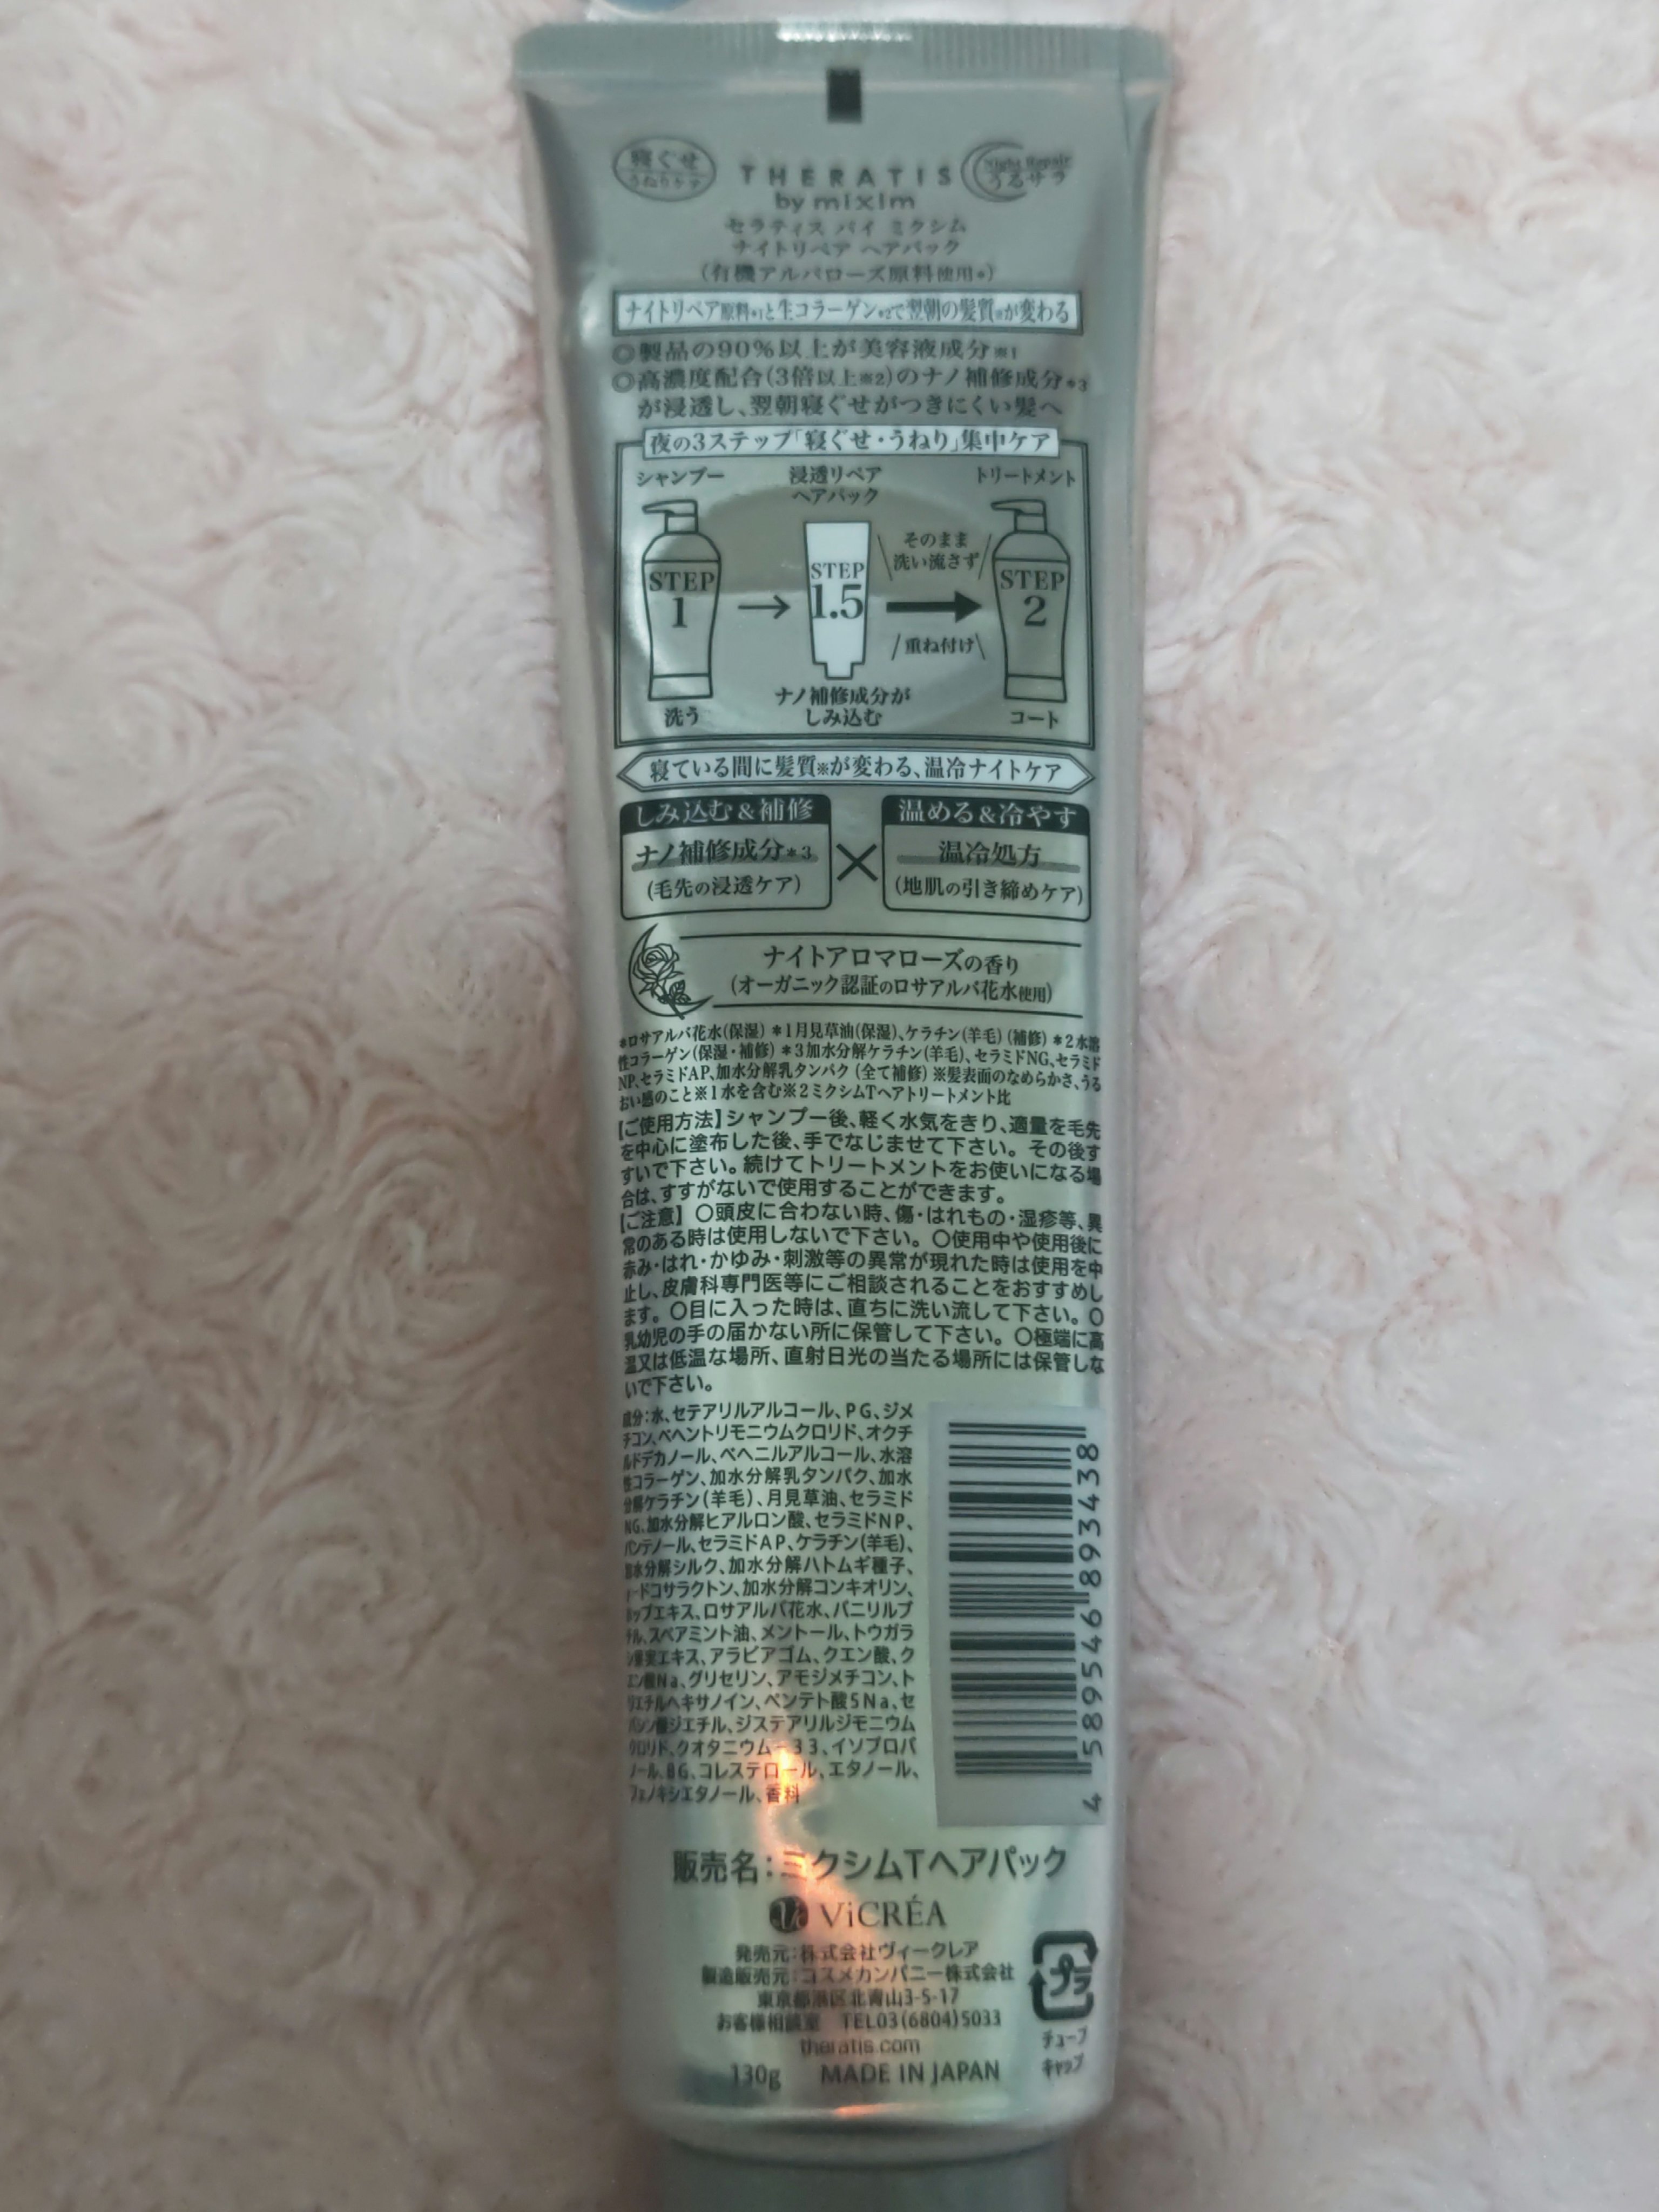 寝ぐせ
うねりケア
THERATIS
Night Repair
うるサラ
by mixim
セラティス バイ ミクシム
ナイトリペア ヘアパック
(有機アルバローズ原料使用*)
ナイトリペア原料*1と生コラーゲン*2で翌朝の髪質※が変わる
◎製品の90%以上が美容液成分※1
◎高濃度配合(3倍以上※2)のナノ補修成分*3
が浸透し、翌朝寝ぐせがつきにくい髪へ
夜の3ステップ「寝ぐせ・うねり」集中ケア
シャンプー
浸透リペア
ヘアパック
トリートメント
そのまま
洗い流さず
STEP
1
STEP
1.5
STEP
2
重ね付け
洗う
ナノ補修成分が
しみ込む
コート
寝ている間に髪質※が変わる、温冷ナイトケア
しみ込む&補修
ナノ補修成分*3
(毛先の浸透ケア)
×
温める&冷やす
温冷処方
(地肌の引き締めケア)
ナイトアロマローズの香り
(オーガニック認証のロサアルバ花水使用)
*ロサアルバ花水(保湿) *1月見草油(保湿)、ケラチン(羊毛)(補修) *2水溶
性コラーゲン(保湿・補修) *3加水分解ケラチン(羊毛)、セラミドNG、セラミド
NP、セラミドAP、加水分解乳タンパク(全て補修) ※髪表面のなめらかさ、うる
おい感のこと※1水を含む※2ミクシムTヘアトリートメント比
【ご使用方法】シャンプー後、軽く水気をきり、適量を毛先
を中心に塗布した後、手でなじませて下さい。その後す
すいで下さい。続けてトリートメントをお使いになる場
合は、すすがないで使用することができます。
【ご注意】 〇頭皮に合わない時、傷・はれもの・湿疹等、異
常のある時は使用しないで下さい。〇使用中や使用後に
赤み・はれ・かゆみ・刺激等の異常が現れた時は使用を中
止し、皮膚科専門医等にご相談されることをおすすめし
ます。〇目に入った時は、直ちに洗い流して下さい。〇
乳幼児の手の届かない所に保管して下さい。〇極端に高
温又は低温な場所、直射日光の当たる場所には保管しな
いで下さい。
成分:水、セテアリルアルコール、PG、ジメ
チコン、ベヘントリモニウムクロリド、オクチ
ルドデカノール、ベヘニルアルコール、水溶
性コラーゲン、加水分解乳タンパク、加水
分解ケラチン(羊毛)、月見草油、セラミド
NG、加水分解ヒアルロン酸、セラミドNP、
パンテノール、セラミドAP、ケラチン(羊毛)、
加水分解シルク、加水分解ハトムギ種子、
γ-ドコサラクトン、加水分解コンキオリン、
ホップエキス、ロサアルバ花水、バニリルブ
チル、スペアミント油、メントール、トウガラ
シ果実エキス、アラビアゴム、クエン酸、ク
エン酸Na、グリセリン、アモジメチコン、ト
リエチルヘキサノイン、ペンテト酸5Na、セ
バシン酸ジエチル、ジステアリルジモニウム
クロリド、クオタニウム-33、イソプロパ
ノール、BG、コレステロール、エタノール、
フェノキシエタノール、香料
4 589546 893438
販売名:ミクシムTヘアパック
ViCRÉA
発売元:株式会社ヴィークレア
製造販売元:コスメカンパニー株式会社
東京都港区北青山3-5-17
お客様相談室 TEL03(6804)5033
theratis.com
130g MADE IN JAPAN
プラ
チューブ
キャップ